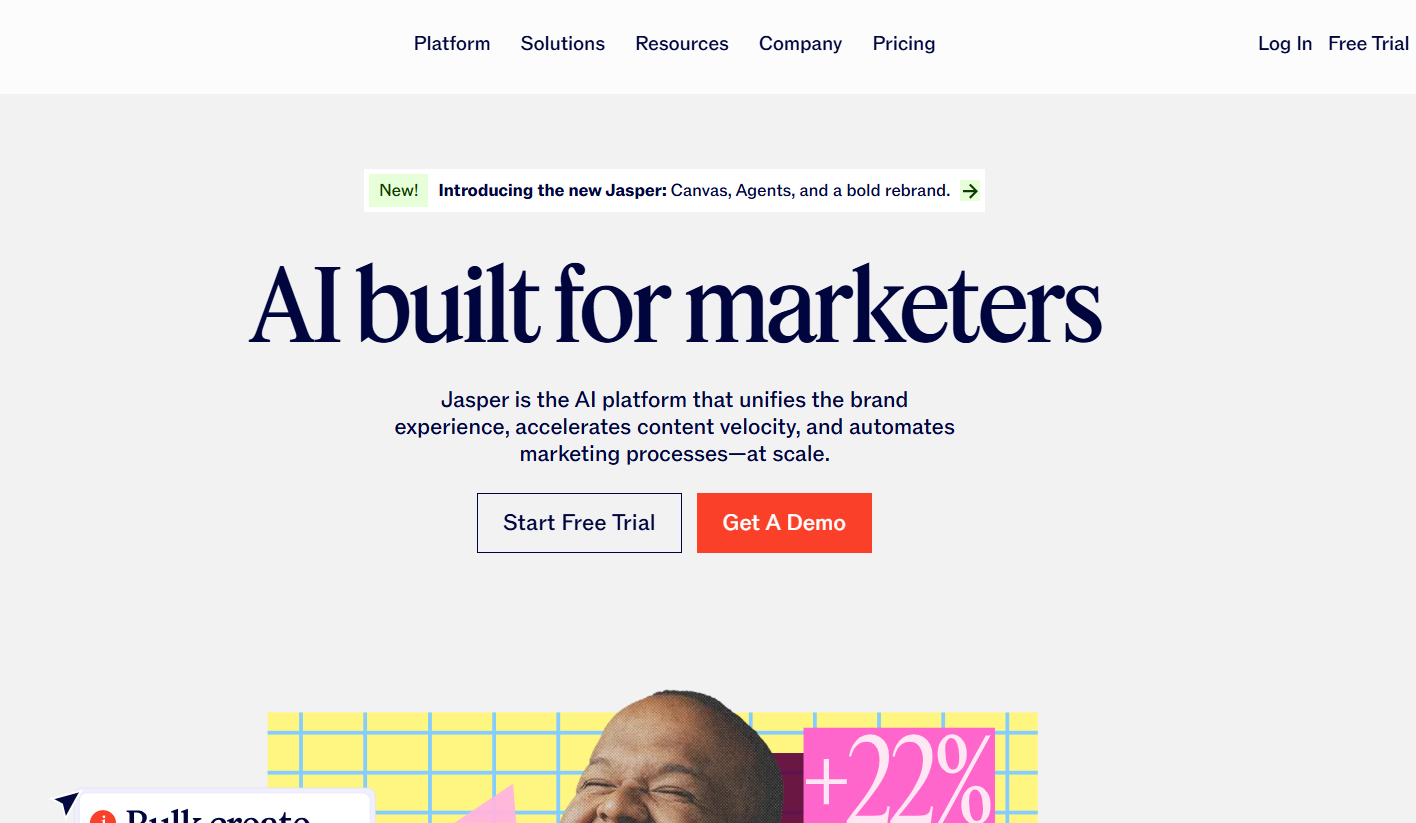 Platform Solutions Resources Company Pricing Log In Free Trial
New! Introducing the new Jasper: Canvas, Agents, and a bold rebrand. →
AI built for marketers
Jasper is the AI platform that unifies the brand
experience, accelerates content velocity, and automates
marketing processes—at scale.
Start Free Trial Get A Demo
+22%
Bulk create